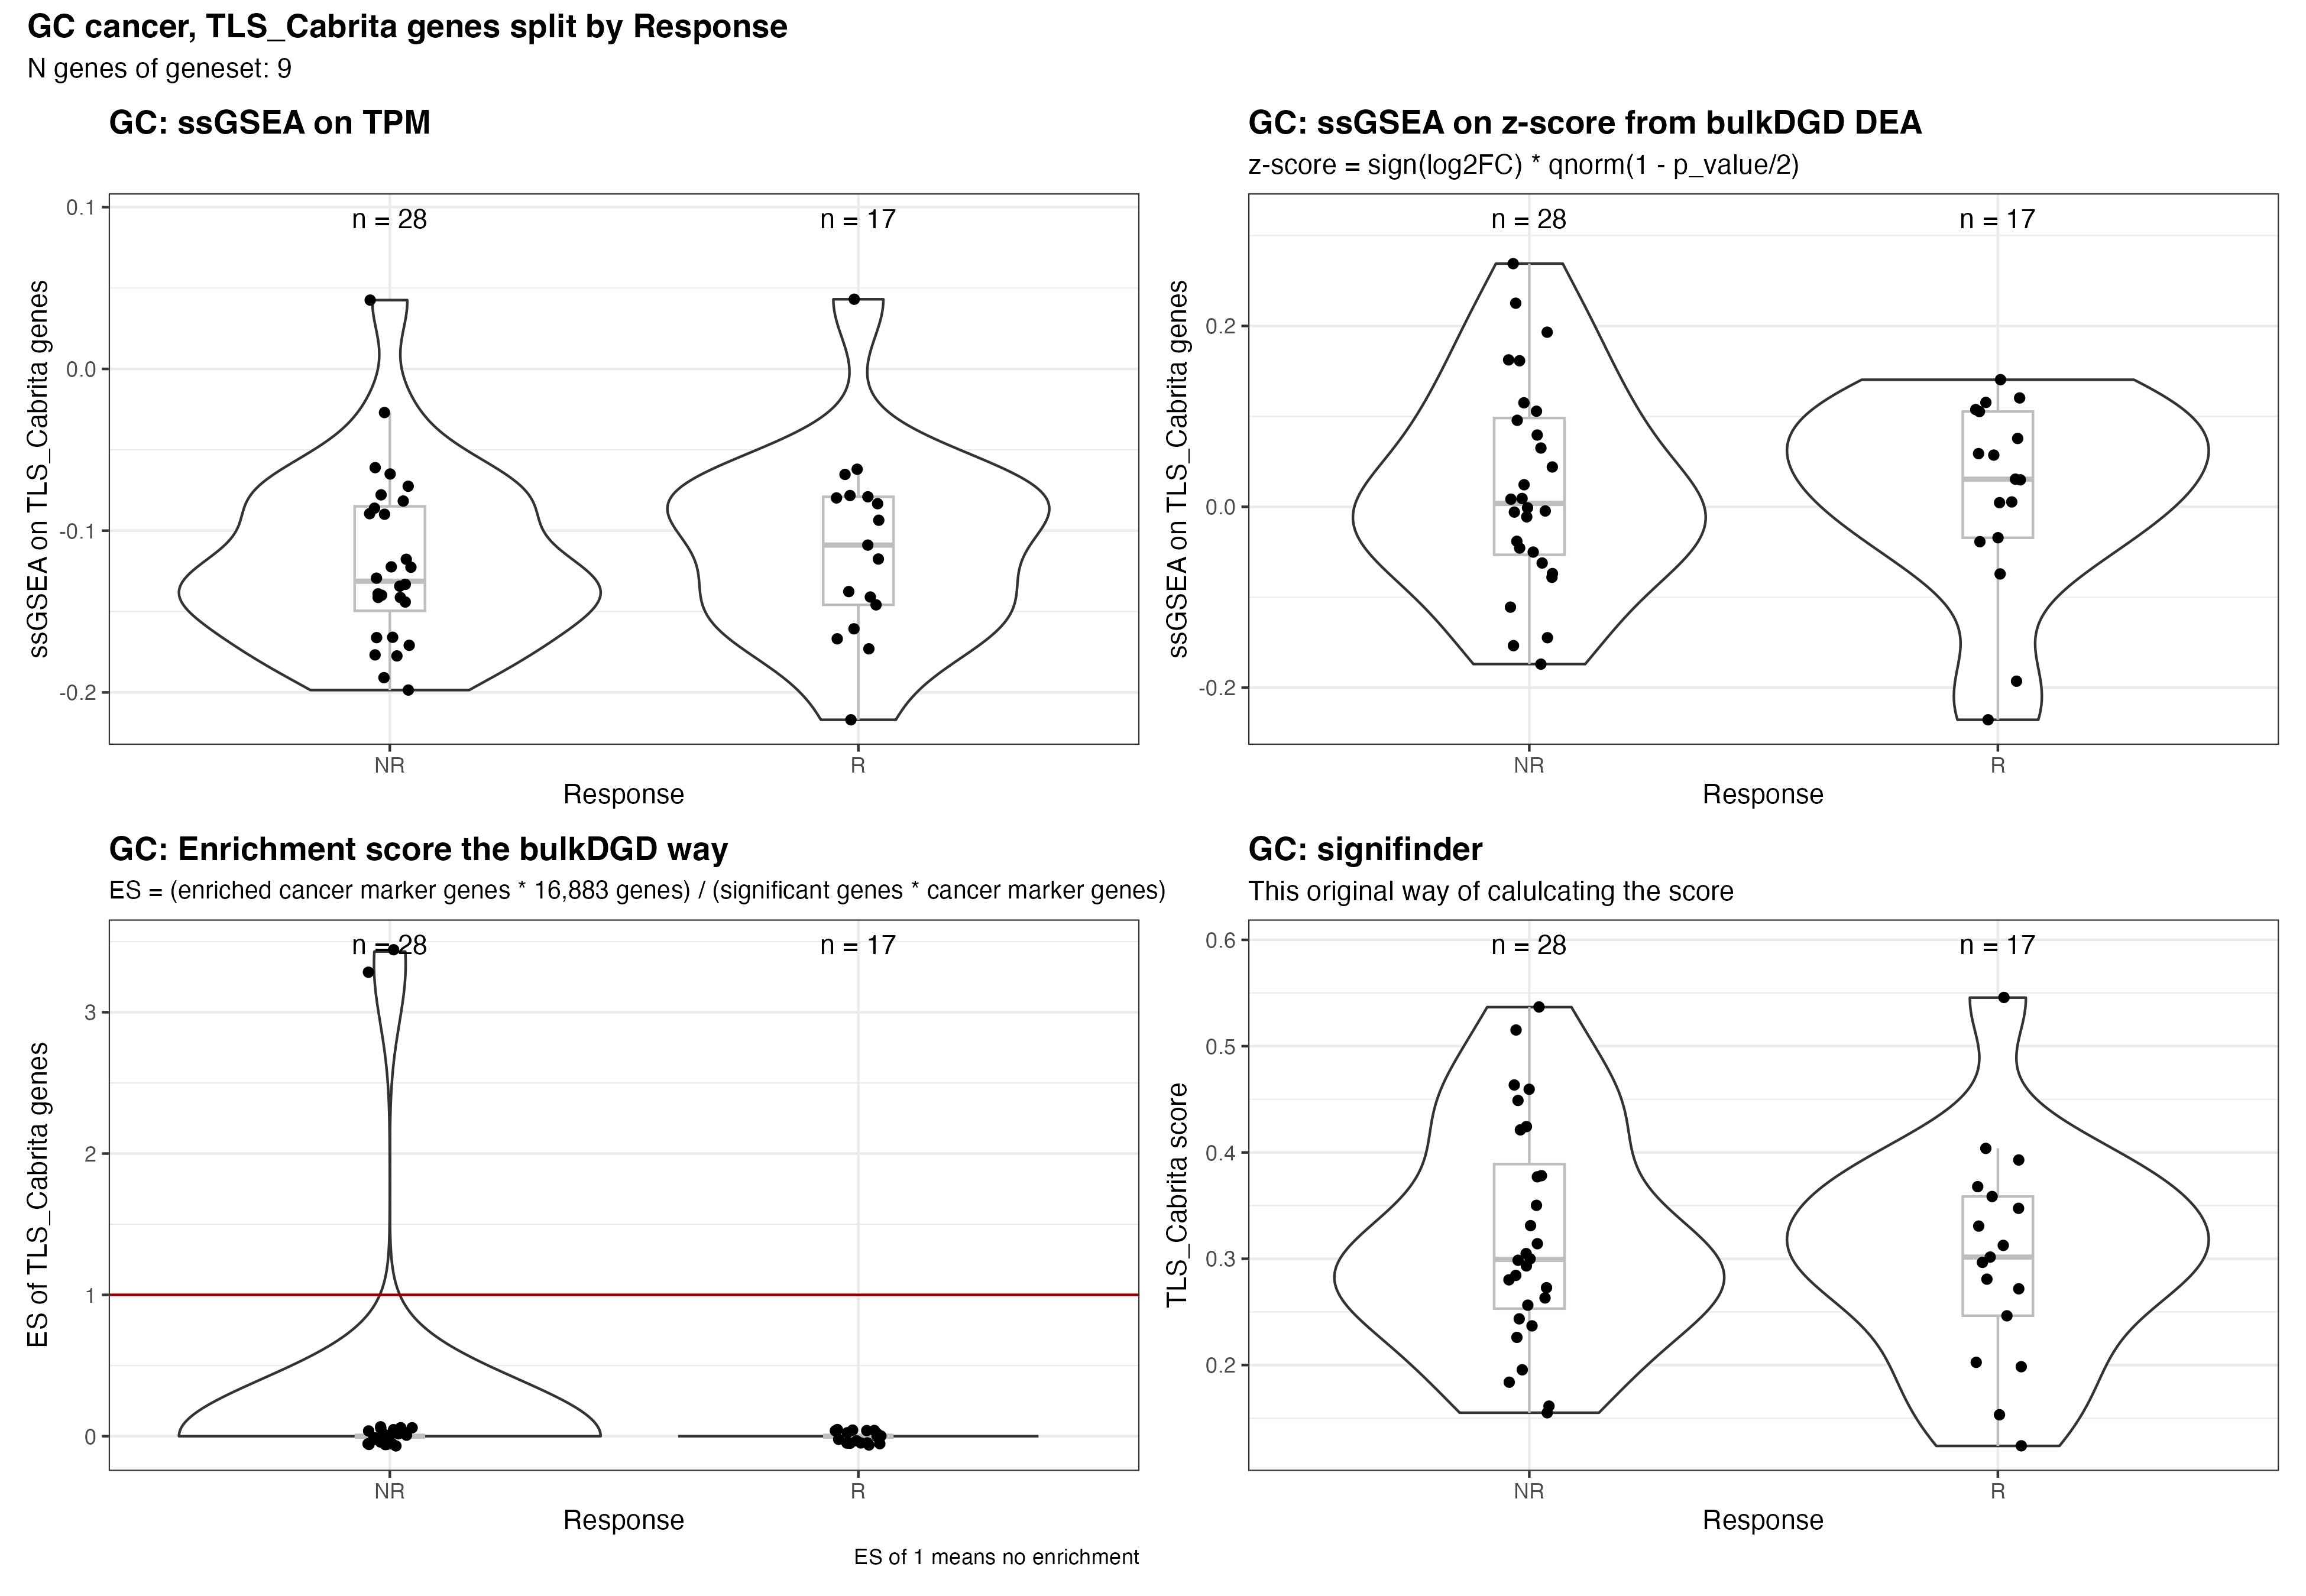 GC cancer, TLS_Cabrita genes split by Response
N genes of geneset: 9
GC: ssGSEA on TPM
n = 28
n = 17
ssGSEA on TLS_Cabrita genes
0.1
0.0
-0.1
-0.2
NR
R
Response
GC: ssGSEA on z-score from bulkDGD DEA
z-score = sign(log2FC) * qnorm(1 - p_value/2)
n = 28
n = 17
ssGSEA on TLS_Cabrita genes
0.2
0.0
-0.2
NR
R
Response
GC: Enrichment score the bulkDGD way
ES = (enriched cancer marker genes * 16,883 genes) / (significant genes * cancer marker genes)
n = 28
n = 17
ES of TLS_Cabrita genes
3
2
1
0
NR
R
Response
ES of 1 means no enrichment
GC: signifinder
This original way of calulcating the score
n = 28
n = 17
TLS_Cabrita score
0.6
0.5
0.4
0.3
0.2
NR
R
Response